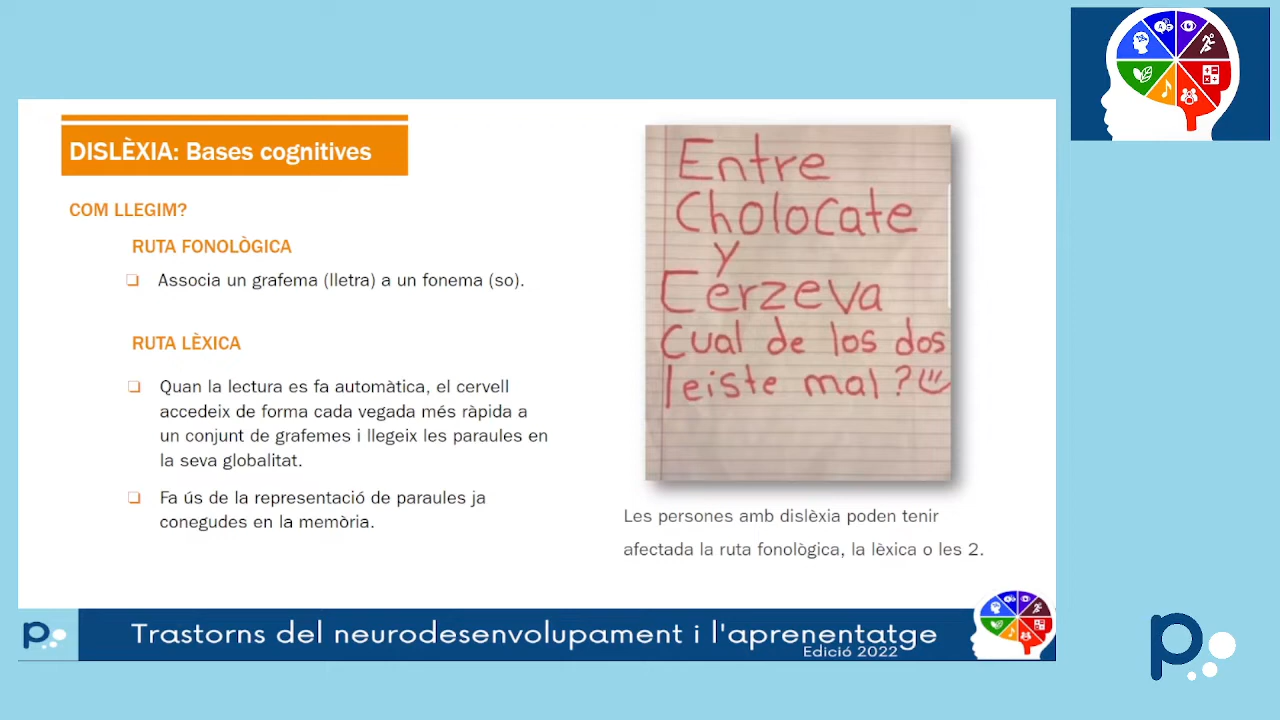 DISLÈXIA: Bases cognitives
COM LLEGIM?
RUTA FONOLÒGICA
Associa un grafema (lletra) a un fonema (so).
RUTA LÈXICA
Quan la lectura es fa automàtica, el cervell
accedeix de forma cada vegada més ràpida a
un conjunt de grafemes i llegeix les paraules en
la seva globalitat.
Fa ús de la representació de paraules ja
conegudes en la memòria.
Entre
Cholocate
y
Cerzeva
Cual de los dos
leiste mal?
Les persones amb dislèxia poden tenir
afectada la ruta fonològica, la lèxica o les 2.
p
Trastorns del neurodesenvolupament i l'aprenentatge
Edició 2022
p